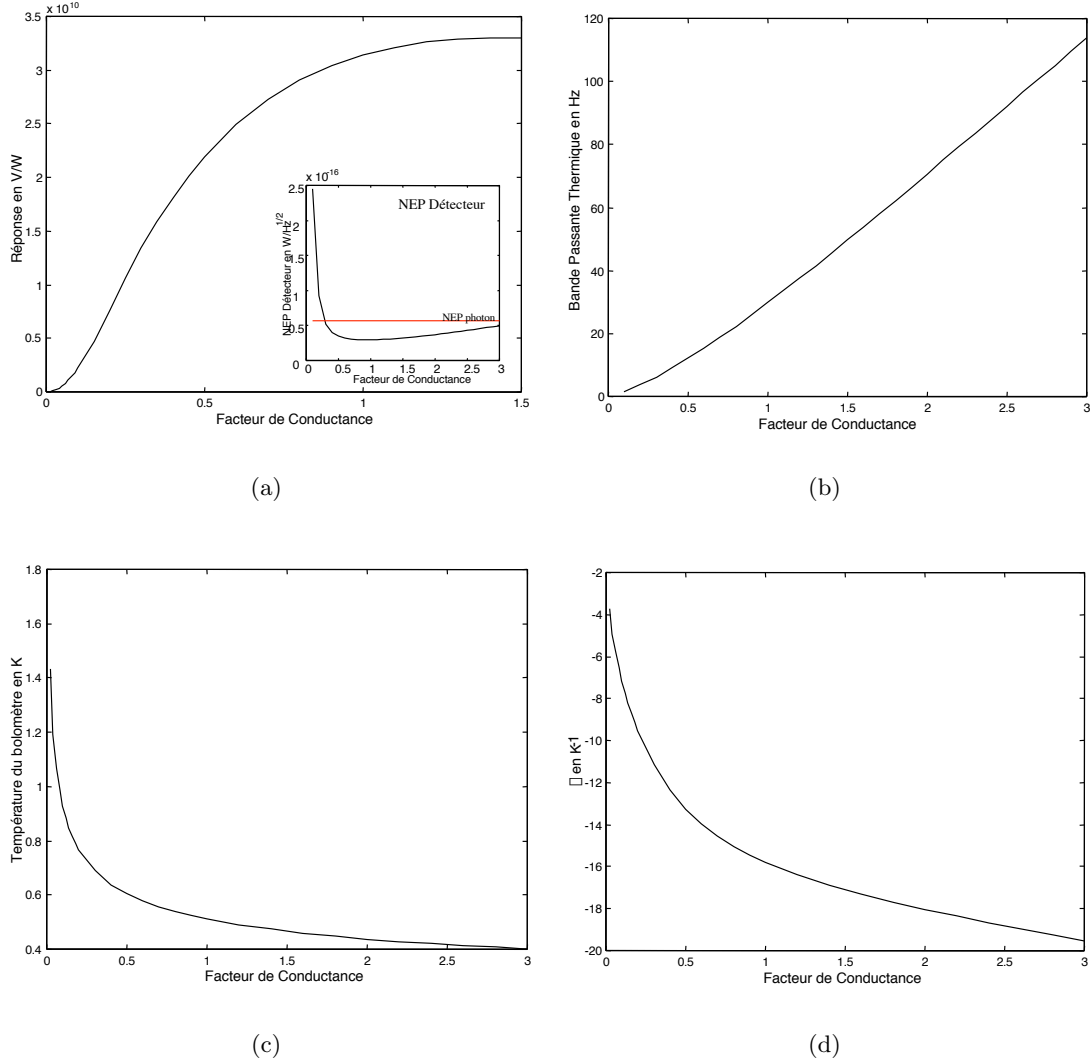 x 10^10
3.5
3
2.5
2
1.5
1
0.5
0
Réponse en V/W
0 0.5 1 1.5
Facteur de Conductance
x 10^-16
2.5
2
1.5
1
0.5
0
NEP Détecteur en W/Hz^1/2
NEP Détecteur
NEP photon
0.5 1 1.5 2 2.5 3
Facteur de Conductance
(a)
120
100
80
60
40
20
0
Bande Passante Thermique en Hz
0 0.5 1 1.5 2 2.5 3
Facteur de Conductance
(b)
1.8
1.6
1.4
1.2
1
0.8
0.6
0.4
Température du bolomètre en K
0 0.5 1 1.5 2 2.5 3
Facteur de Conductance
(c)
-2
-4
-6
-8
-10
-12
-14
-16
-18
-20
□ en K^-1
0 0.5 1 1.5 2 2.5 3
Facteur de Conductance
(d)